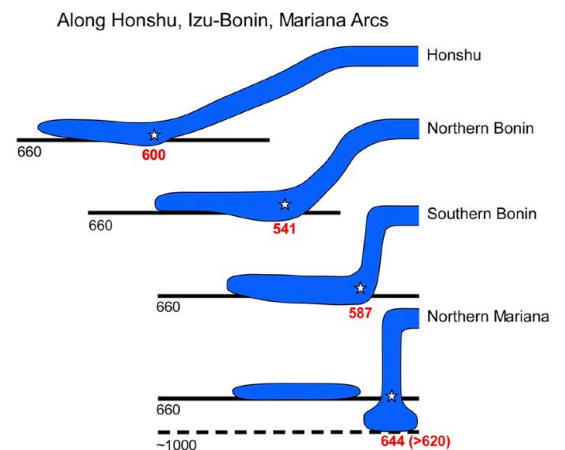 Along Honshu, Izu-Bonin, Mariana Arcs
Honshu
660
600
Northern Bonin
660
541
Southern Bonin
660
587
Northern Mariana
660
~1000
644 (>620)